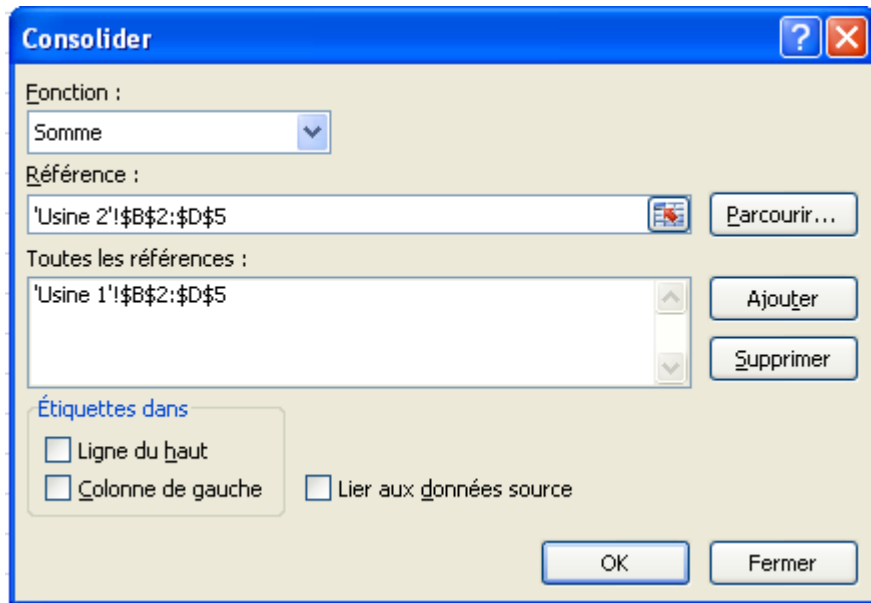 Consolider
Fonction :
Somme
Référence :
'Usine 2'!$B$2:$D$5
Parcourir...
Toutes les références :
'Usine 1'!$B$2:$D$5
Ajouter
Supprimer
Étiquettes dans
Ligne du haut
Colonne de gauche
Lier aux données source
OK
Fermer